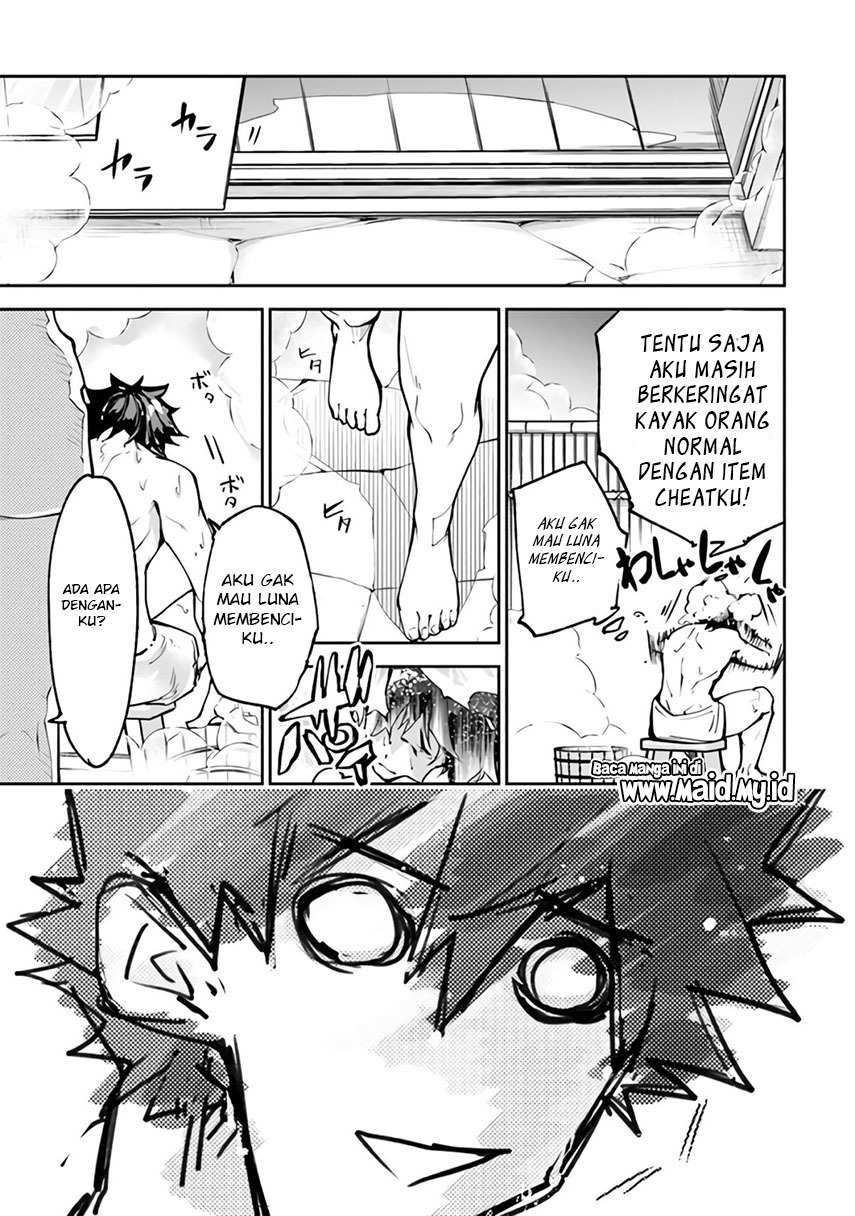 カラ
カラ
TENTU SAJA
AKU MASIH
BERKERINGAT
KAYAK ORANG
NORMAL
DENGAN ITEM
CHEATKU!
AKU GAK
MAU LUNA
MEMBENCI-
KU..
わしゃしゃしゃ
ヒタ
ヒタ
ボタ
ボタ
AKU GAK
MAU LUNA
MEMBENCI-
KU..
ADA APA
DENGAN-
KU?
Baca Manga ini di
www.Maid.My.id